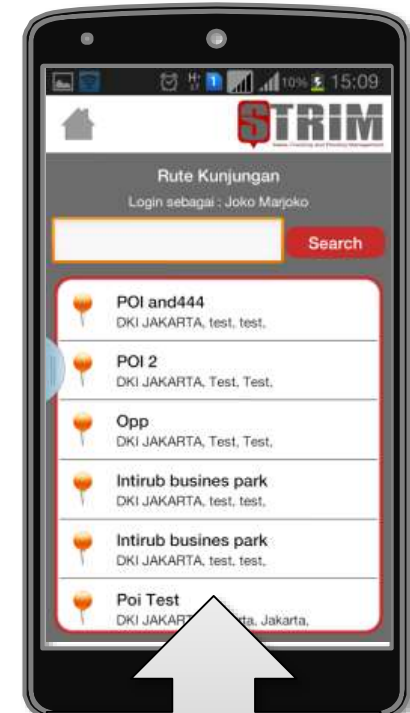 H+ 1 10% 15:09
STRIM
Rute Kunjungan
Login sebagai : Joko Marjoko
Search
POI and444
DKI JAKARTA, test, test,
POI 2
DKI JAKARTA, Test, Test,
Opp
DKI JAKARTA, Test, Test,
Intirub busines park
DKI JAKARTA, test, test,
Intirub busines park
DKI JAKARTA, test, test,
Poi Test
DKI Jakarta,